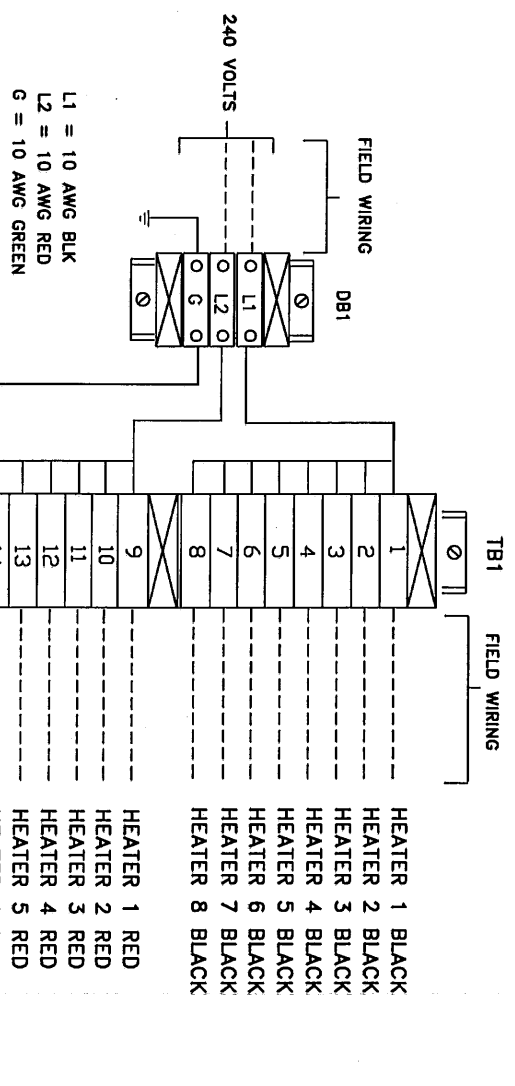 TB1
FIELD WIRING
1
2
3
4
5
6
7
8
9
10
11
12
13
HEATER 1 BLACK
HEATER 2 BLACK
HEATER 3 BLACK
HEATER 4 BLACK
HEATER 5 BLACK
HEATER 6 BLACK
HEATER 7 BLACK
HEATER 8 BLACK
HEATER 1 RED
HEATER 2 RED
HEATER 3 RED
HEATER 4 RED
HEATER 5 RED
FIELD WIRING
DB1
240 VOLTS
L1
L2
G
L1 = 10 AWG BLK
L2 = 10 AWG RED
G = 10 AWG GREEN